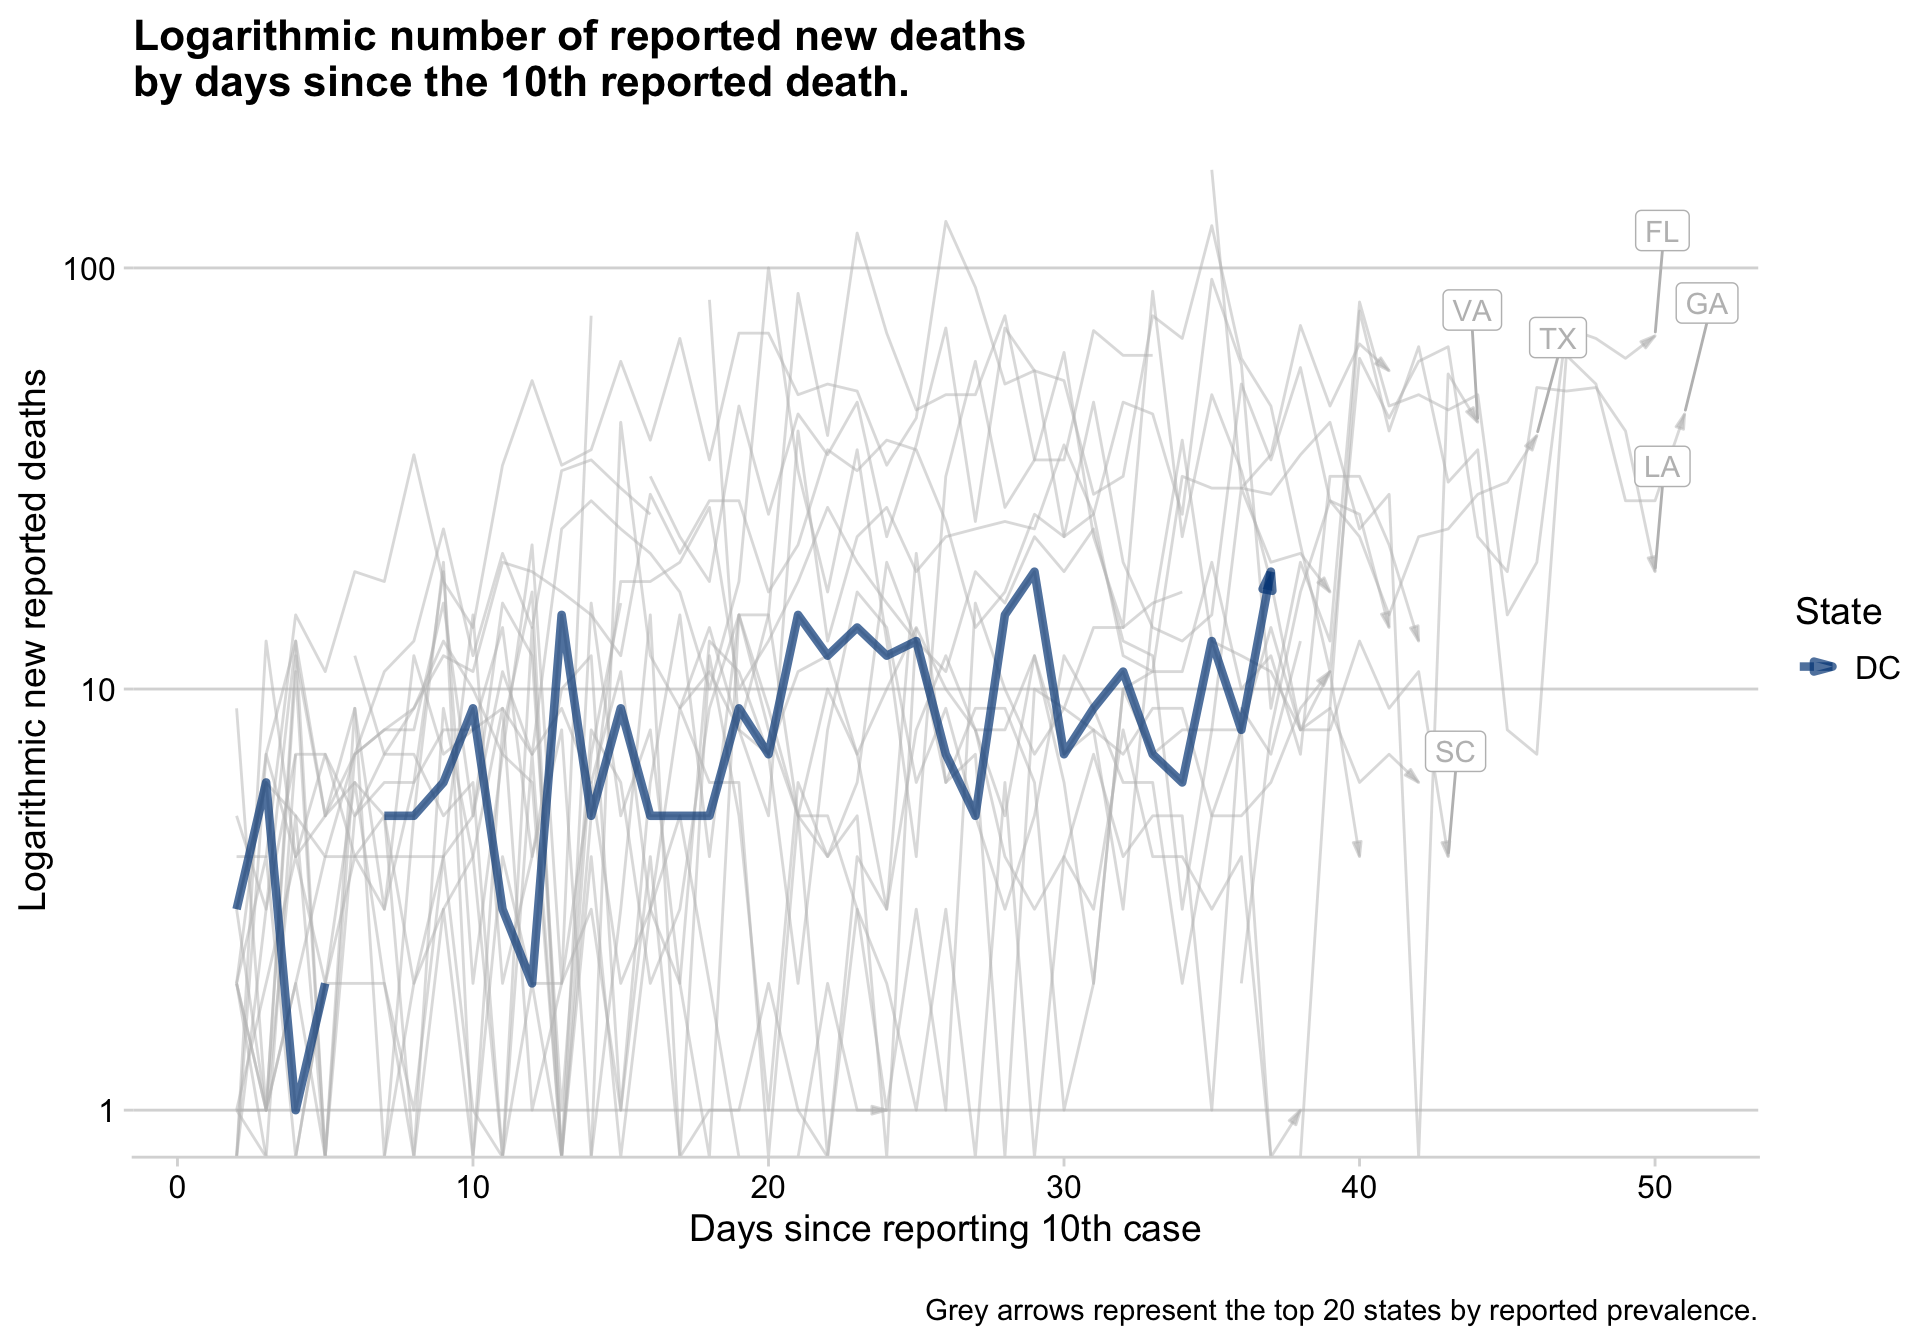 Logarithmic number of reported new deaths
by days since the 10th reported death.
Logarithmic new reported deaths
100
10
1
FL
GA
VA
TX
LA
SC
State
DC
0 10 20 30 40 50
Days since reporting 10th case
Grey arrows represent the top 20 states by reported prevalence.